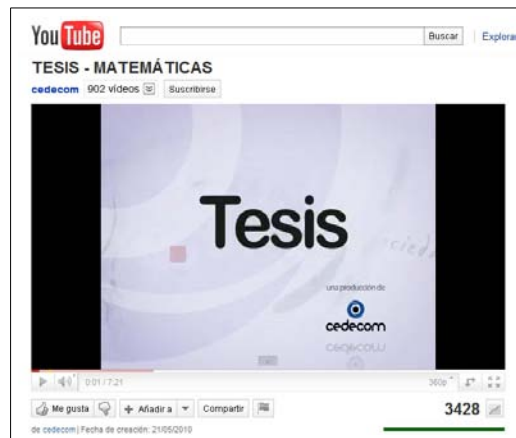 YouTube Buscar Explorar
TESIS - MATEMÁTICAS
cedecom 902 vídeos Suscribirse
Tesis
una producción de
cedecom
0:01 / 7:21 360p
Me gusta Añadir a Compartir 3428
de cedecom | Fecha de creación: 21/05/2010